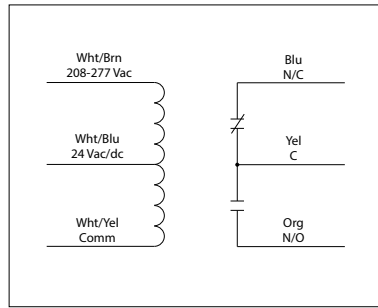 Wht/Brn
208-277 Vac
Wht/Blu
24 Vac/dc
Wht/Yel
Comm
Blu
N/C
Yel
C
Org
N/O